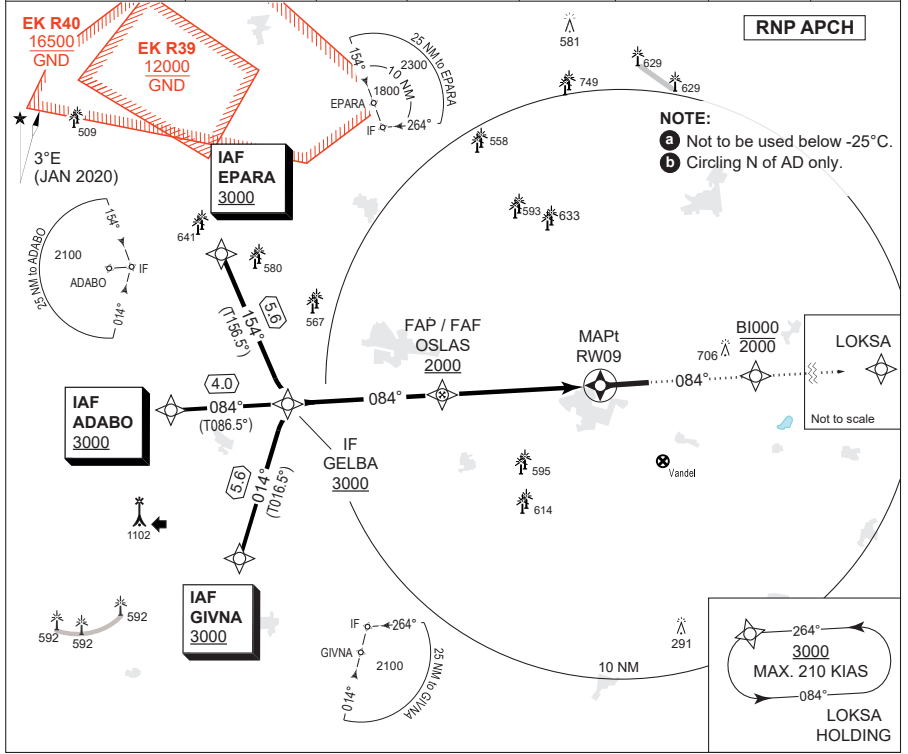 EK R40
16500
GND
EK R39
12000
GND
RNP APCH
509
3°E
(JAN 2020)
25 NM to EPARA
154°
10 NM
2300
1800
EPARA
IF
264°
581
629
629
749
558
NOTE:
a Not to be used below -25°C.
b Circling N of AD only.
IAF
EPARA
3000
593
633
641
580
567
25 NM to ADABO
154°
2100
ADABO
IF
014°
5.6
154°
(T156.5°)
FAP / FAF
OSLAS
2000
MAPt
RW09
706
BI000
2000
LOKSA
Not to scale
IAF
ADABO
3000
4.0
084°
(T086.5°)
084°
084°
IF
GELBA
3000
5.6
014°
(T016.5°)
595
614
Vandel
1102
IAF
GIVNA
3000
592
592
592
IF
264°
GIVNA
2100
014°
25 NM to GIVNA
291
10 NM
264°
3000
MAX. 210 KIAS
084°
LOKSA
HOLDING